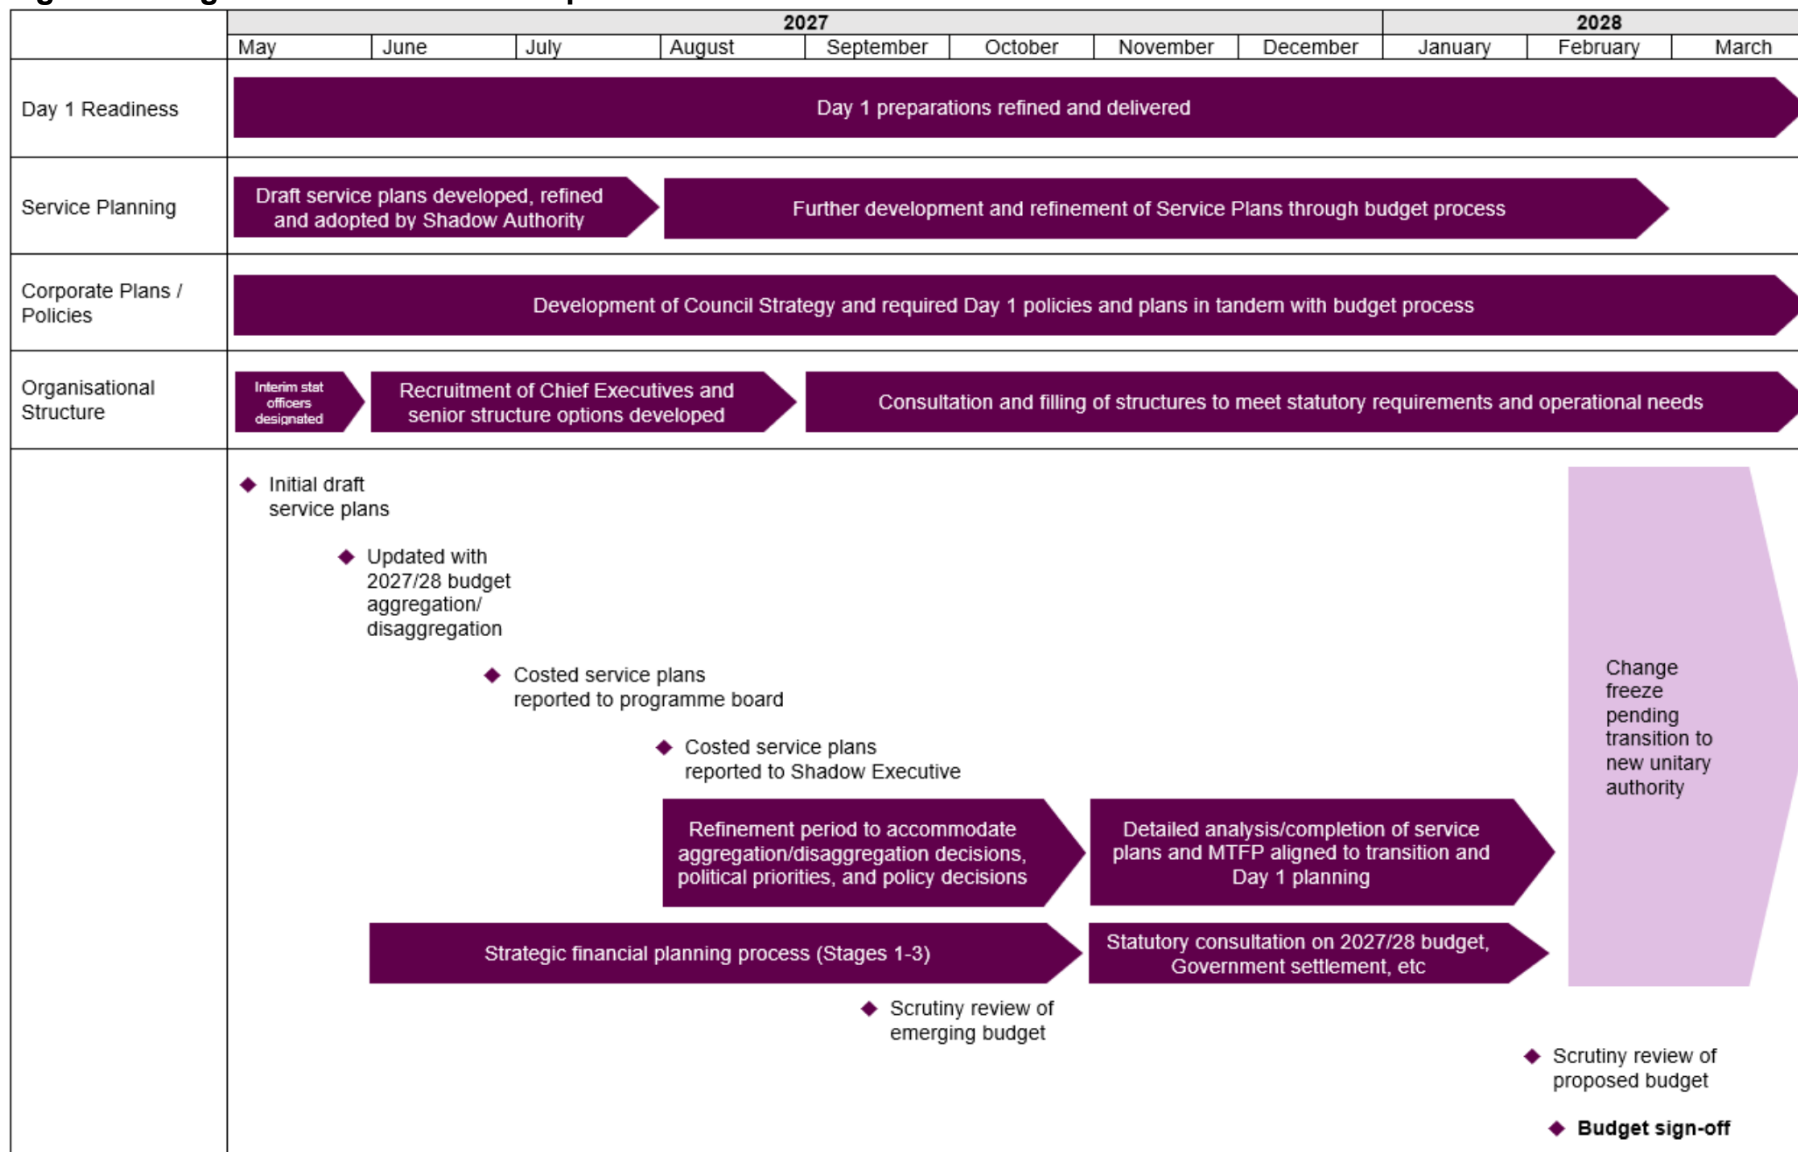 2027 2028
May June July August September October November December January February March
Day 1 Readiness
Day 1 preparations refined and delivered
Service Planning
Draft service plans developed, refined
and adopted by Shadow Authority
Further development and refinement of Service Plans through budget process
Corporate Plans /
Policies
Development of Council Strategy and required Day 1 policies and plans in tandem with budget process
Organisational
Structure
Interim stat
officers
designated
Recruitment of Chief Executives and
senior structure options developed
Consultation and filling of structures to meet statutory requirements and operational needs
Initial draft
service plans
Updated with
2027/28 budget
aggregation/
disaggregation
Costed service plans
reported to programme board
Costed service plans
reported to Shadow Executive
Change
freeze
pending
transition to
new unitary
authority
Refinement period to accommodate
aggregation/disaggregation decisions,
political priorities, and policy decisions
Detailed analysis/completion of service
plans and MTFP aligned to transition and
Day 1 planning
Strategic financial planning process (Stages 1-3)
Statutory consultation on 2027/28 budget,
Government settlement, etc
Scrutiny review of
emerging budget
Scrutiny review of
proposed budget
Budget sign-off